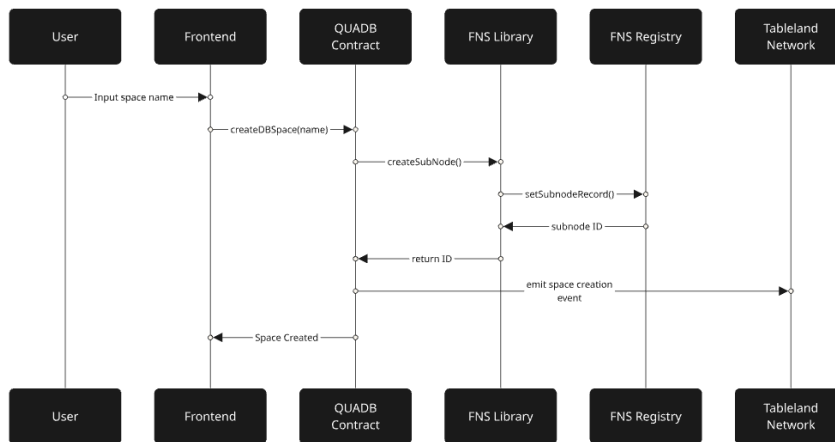 User
Frontend
QUADB
Contract
FNS Library
FNS Registry
Tableland
Network
Input space name
createDBSpace(name)
createSubNode()
setSubnodeRecord()
subnode ID
return ID
emit space creation
event
Space Created
User
Frontend
QUADB
Contract
FNS Library
FNS Registry
Tableland
Network